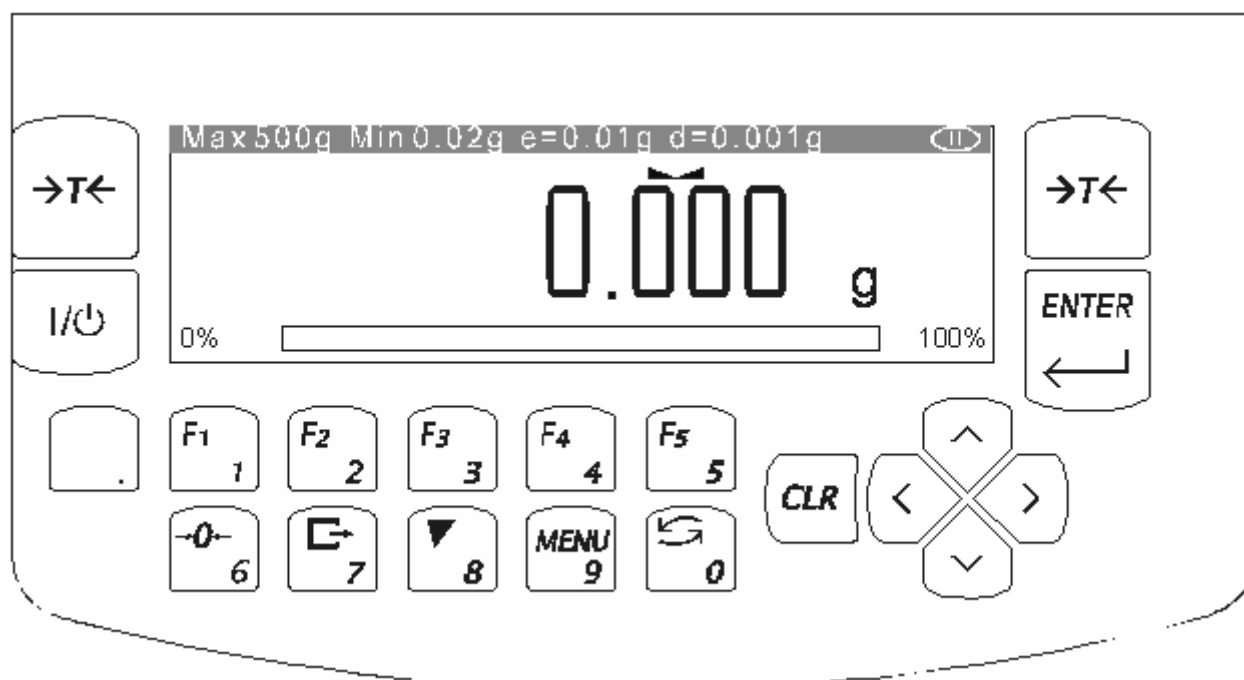 Max 500g Min 0.02g e=0.01g d=0.001g II
→T←
0.000 g
→T←
I/⏻
0%
100%
ENTER
.
F1 1
F2 2
F3 3
F4 4
F5 5
CLR
→0← 6
7
8
MENU 9
0